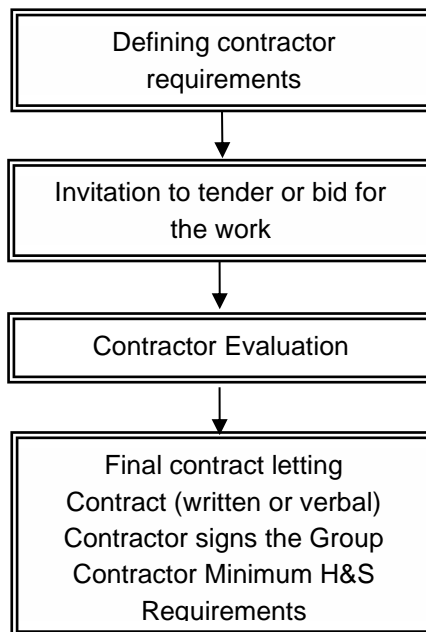 Defining contractor
requirements
Invitation to tender or bid for
the work
Contractor Evaluation
Final contract letting
Contract (written or verbal)
Contractor signs the Group
Contractor Minimum H&S
Requirements